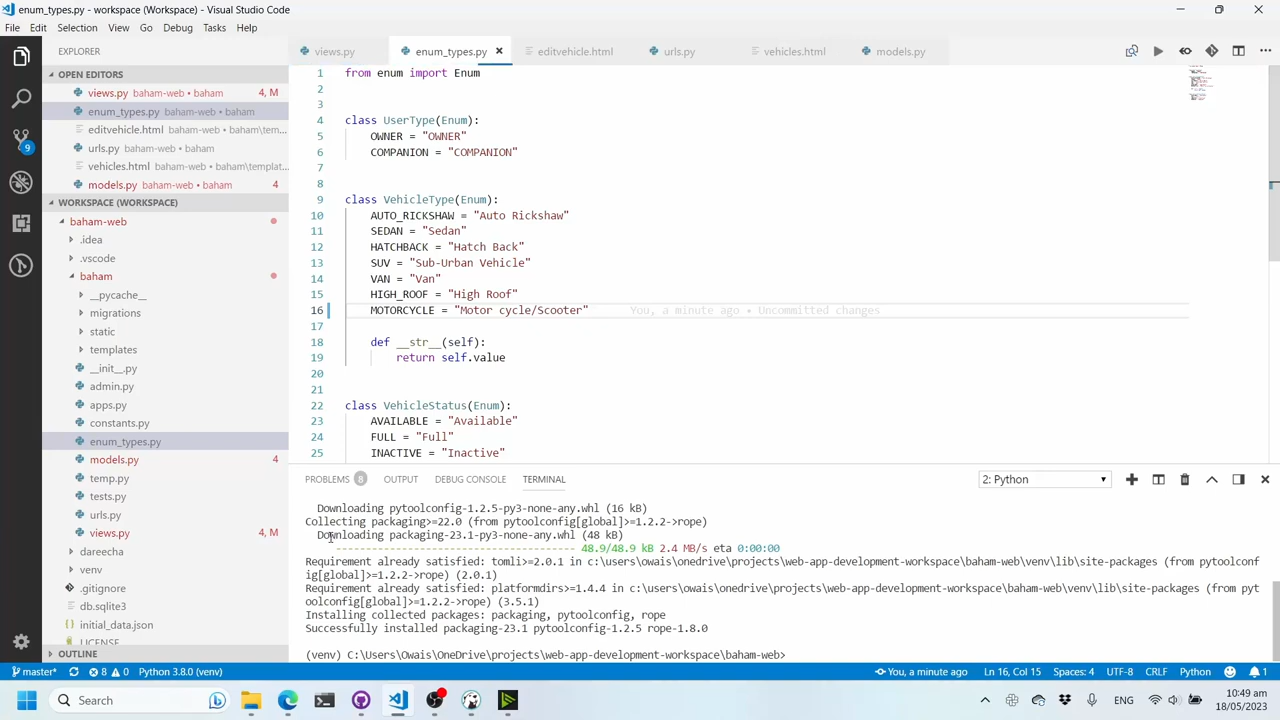 enum_types.py - workspace (Workspace) - Visual Studio Code
File Edit Selection View Go Debug Tasks Help
EXPLORER
OPEN EDITORS
views.py baham-web • baham 4, M
enum_types.py baham-web • baham
editvehicle.html baham-web • baham\tem...
urls.py baham-web • baham
vehicles.html baham-web • baham\templat...
models.py baham-web • baham 4
WORKSPACE (WORKSPACE)
baham-web
.idea
.vscode
baham
__pycache__
migrations
static
templates
__init__.py
admin.py
apps.py
constants.py
enum_types.py
models.py 4
temp.py
tests.py
urls.py
views.py 4, M
dareecha
venv
.gitignore
db.sqlite3
initial_data.json
LICENSE
OUTLINE
9
views.py enum_types.py editvehicle.html urls.py vehicles.html models.py
1 from enum import Enum
2
3
4 class UserType(Enum):
5 OWNER = "OWNER"
6 COMPANION = "COMPANION"
7
8
9 class VehicleType(Enum):
10 AUTO_RICKSHAW = "Auto Rickshaw"
11 SEDAN = "Sedan"
12 HATCHBACK = "Hatch Back"
13 SUV = "Sub-Urban Vehicle"
14 VAN = "Van"
15 HIGH_ROOF = "High Roof"
16 MOTORCYCLE = "Motor cycle/Scooter" You, a minute ago • Uncommitted changes
17
18 def __str__(self):
19 return self.value
20
21
22 class VehicleStatus(Enum):
23 AVAILABLE = "Available"
24 FULL = "Full"
25 INACTIVE = "Inactive"
PROBLEMS 8 OUTPUT DEBUG CONSOLE TERMINAL 2: Python
Downloading pytoolconfig-1.2.5-py3-none-any.whl (16 kB)
Collecting packaging>=22.0 (from pytoolconfig[global]>=1.2.2->rope)
Downloading packaging-23.1-py3-none-any.whl (48 kB)
---------------------------------------- 48.9/48.9 kB 2.4 MB/s eta 0:00:00
Requirement already satisfied: tomli>=2.0.1 in c:\users\owais\onedrive\projects\web-app-development-workspace\baham-web\venv\lib\site-packages (from pytoolconf
ig[global]>=1.2.2->rope) (2.0.1)
Requirement already satisfied: platformdirs>=1.4.4 in c:\users\owais\onedrive\projects\web-app-development-workspace\baham-web\venv\lib\site-packages (from pyt
oolconfig[global]>=1.2.2->rope) (3.5.1)
Installing collected packages: packaging, pytoolconfig, rope
Successfully installed packaging-23.1 pytoolconfig-1.2.5 rope-1.8.0
(venv) C:\Users\Owais\OneDrive\projects\web-app-development-workspace\baham-web>
master* 8 0 Python 3.8.0 (venv) You, a minute ago Ln 16, Col 15 Spaces: 4 UTF-8 CRLF Python 1
Search ENG 10:49 am
18/05/2023